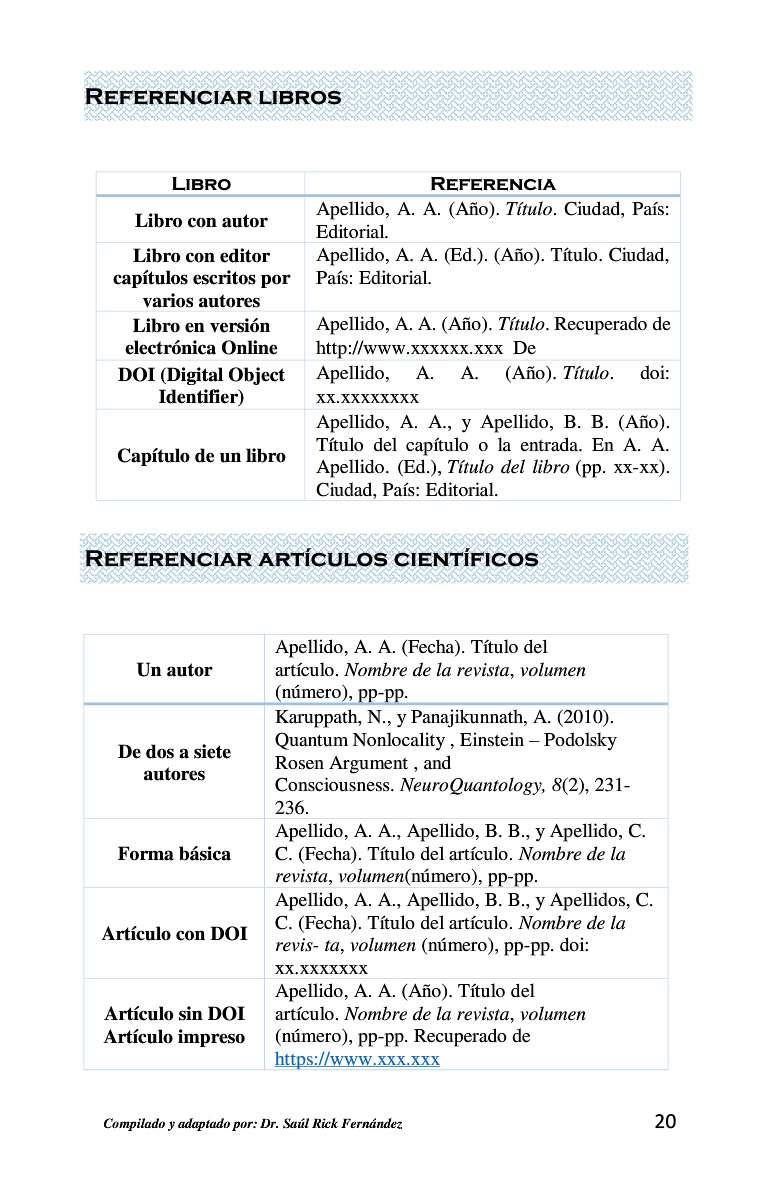 REFERENCIAR LIBROS
LIBRO
REFERENCIA
Libro con autor
Apellido, A. A. (Año). Título. Ciudad, País:
Editorial.
Libro con editor
capítulos escritos por
varios autores
Apellido, A. A. (Ed.). (Año). Título. Ciudad,
País: Editorial.
Libro en versión
electrónica Online
Apellido, A. A. (Año). Título. Recuperado de
http://www.xxxxxx.xxx De
DOI (Digital Object
Identifier)
Apellido, A. A. (Año). Título. doi:
xx.xxxxxxxx
Capítulo de un libro
Apellido, A. A., y Apellido, B. B. (Año).
Título del capítulo o la entrada. En A. A.
Apellido. (Ed.), Título del libro (pp. xx-xx).
Ciudad, País: Editorial.
REFERENCIAR ARTÍCULOS CIENTÍFICOS
Un autor
Apellido, A. A. (Fecha). Título del
artículo. Nombre de la revista, volumen
(número), pp-pp.
De dos a siete
autores
Karuppath, N., y Panajikunnath, A. (2010).
Quantum Nonlocality , Einstein – Podolsky
Rosen Argument , and
Consciousness. NeuroQuantology, 8(2), 231-
236.
Forma básica
Apellido, A. A., Apellido, B. B., y Apellido, C.
C. (Fecha). Título del artículo. Nombre de la
revista, volumen(número), pp-pp.
Artículo con DOI
Apellido, A. A., Apellido, B. B., y Apellidos, C.
C. (Fecha). Título del artículo. Nombre de la
revis- ta, volumen (número), pp-pp. doi:
xx.xxxxxxx
Artículo sin DOI
Artículo impreso
Apellido, A. A. (Año). Título del
artículo. Nombre de la revista, volumen
(número), pp-pp. Recuperado de
https://www.xxx.xxx
Compilado y adaptado por: Dr. Saúl Rick Fernández
20